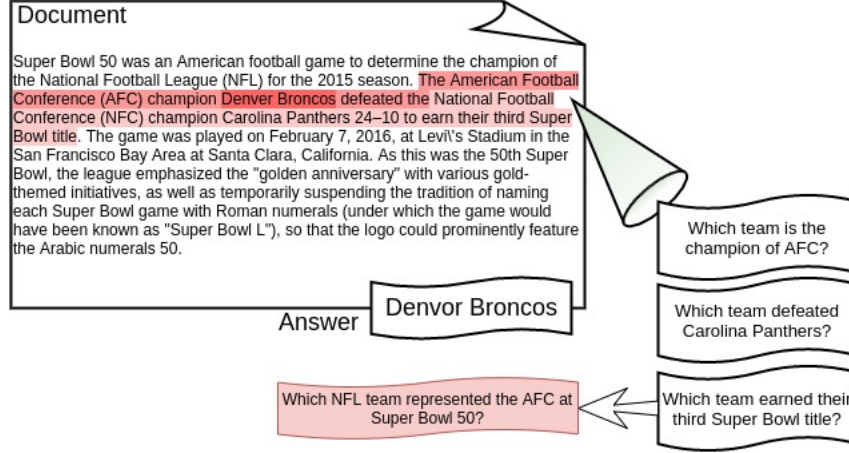 Document
Super Bowl 50 was an American football game to determine the champion of
the National Football League (NFL) for the 2015 season. The American Football
Conference (AFC) champion Denver Broncos defeated the National Football
Conference (NFC) champion Carolina Panthers 24–10 to earn their third Super
Bowl title. The game was played on February 7, 2016, at Levi\'s Stadium in the
San Francisco Bay Area at Santa Clara, California. As this was the 50th Super
Bowl, the league emphasized the "golden anniversary" with various gold-
themed initiatives, as well as temporarily suspending the tradition of naming
each Super Bowl game with Roman numerals (under which the game would
have been known as "Super Bowl L"), so that the logo could prominently feature
the Arabic numerals 50.
Answer
Denvor Broncos
Which team is the
champion of AFC?
Which team defeated
Carolina Panthers?
Which team earned their
third Super Bowl title?
Which NFL team represented the AFC at
Super Bowl 50?